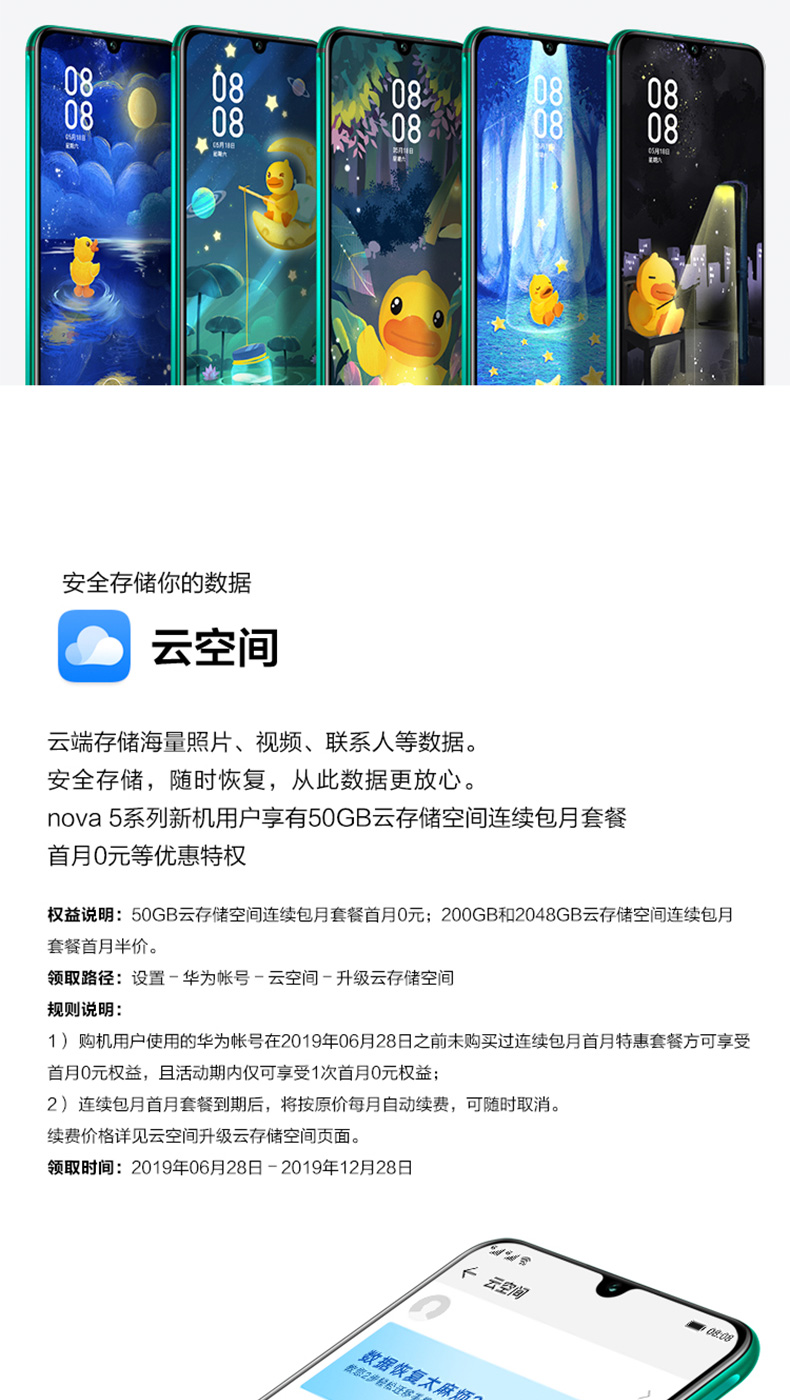 08
08
05月18日
星期六
08
08
05月18日
星期六
08
08
05月18日
星期六
08
08
05月18日
星期六
08
08
05月18日
星期六
安全存储你的数据
云空间
云端存储海量照片、视频、联系人等数据。
安全存储，随时恢复，从此数据更放心。
nova 5系列新机用户享有50GB云存储空间连续包月套餐
首月0元等优惠特权
权益说明：50GB云存储空间连续包月套餐首月0元；200GB和2048GB云存储空间连续包月
套餐首月半价。
领取路径：设置－华为帐号－云空间－升级云存储空间
规则说明：
1）购机用户使用的华为帐号在2019年06月28日之前未购买过连续包月首月特惠套餐方可享受
首月0元权益，且活动期内仅可享受1次首月0元权益；
2）连续包月首月套餐到期后，将按原价每月自动续费，可随时取消。
续费价格详见云空间升级云存储空间页面。
领取时间：2019年06月28日－2019年12月28日
08:08
云空间
数据恢复太麻烦?